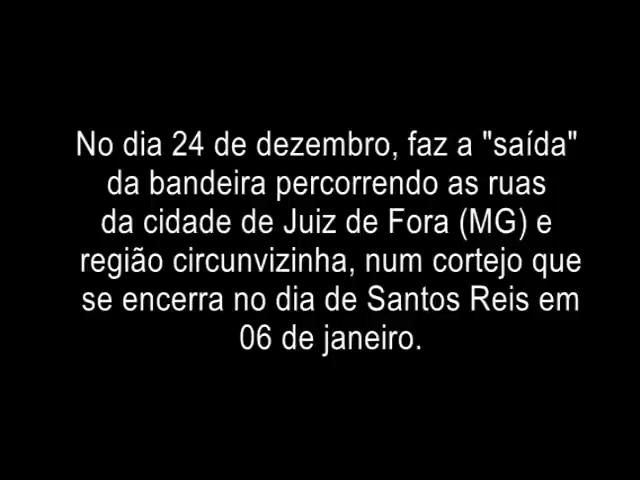 No dia 24 de dezembro, faz a "saída"
da bandeira percorrendo as ruas
da cidade de Juiz de Fora (MG) e
região circunvizinha, num cortejo que
se encerra no dia de Santos Reis em
06 de janeiro.